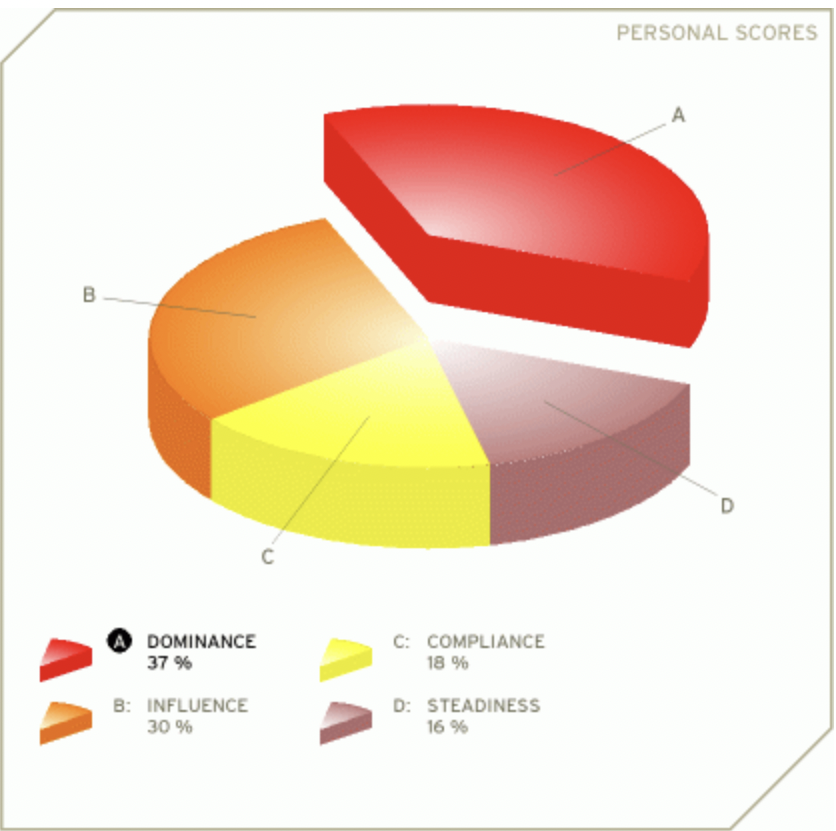 PERSONAL SCORES
A
B
D
C
A DOMINANCE
37 %
C: COMPLIANCE
18 %
B: INFLUENCE
30 %
D: STEADINESS
16 %